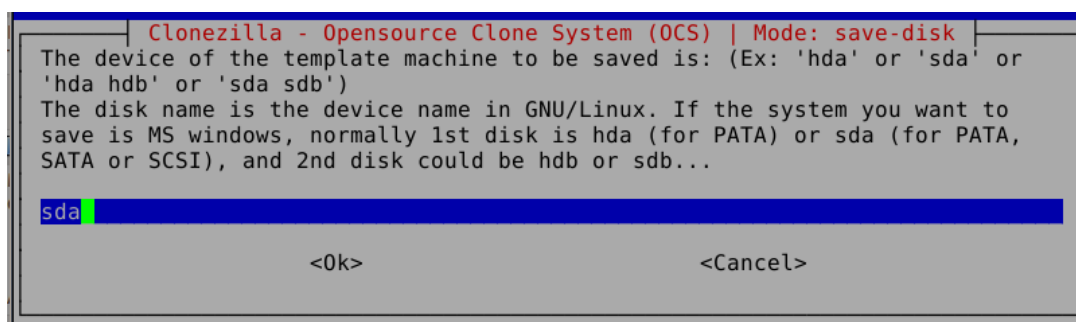 Clonezilla - Opensource Clone System (OCS) | Mode: save-disk
The device of the template machine to be saved is: (Ex: 'hda' or 'sda' or
'hda hdb' or 'sda sdb')
The disk name is the device name in GNU/Linux. If the system you want to
save is MS windows, normally 1st disk is hda (for PATA) or sda (for PATA,
SATA or SCSI), and 2nd disk could be hdb or sdb...
sda
<Ok> <Cancel>